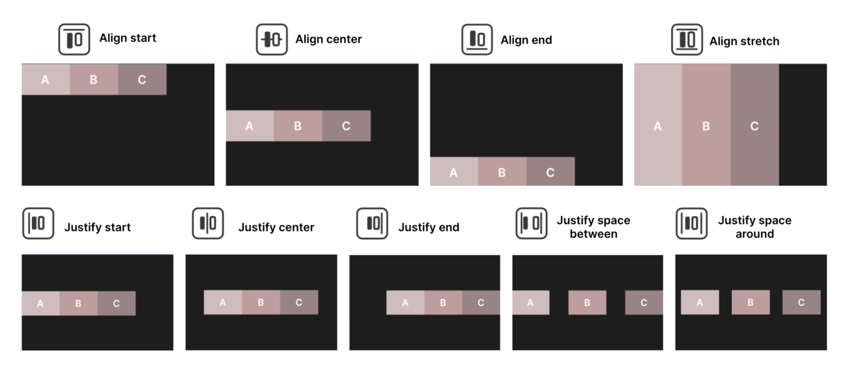 Align start
Align center
Align end
Align stretch
A B C
A B C
A B C
A B C
Justify start
Justify center
Justify end
Justify space
between
Justify space
around
A B C
A B C
A B C
A B C
A B C